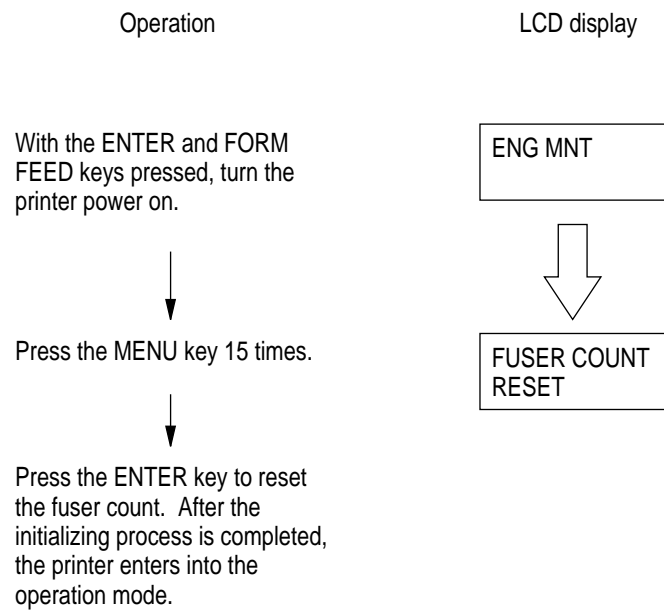 Operation
LCD display
With the ENTER and FORM
FEED keys pressed, turn the
printer power on.
ENG MNT
Press the MENU key 15 times.
FUSER COUNT
RESET
Press the ENTER key to reset
the fuser count.  After the
initializing process is completed,
the printer enters into the
operation mode.